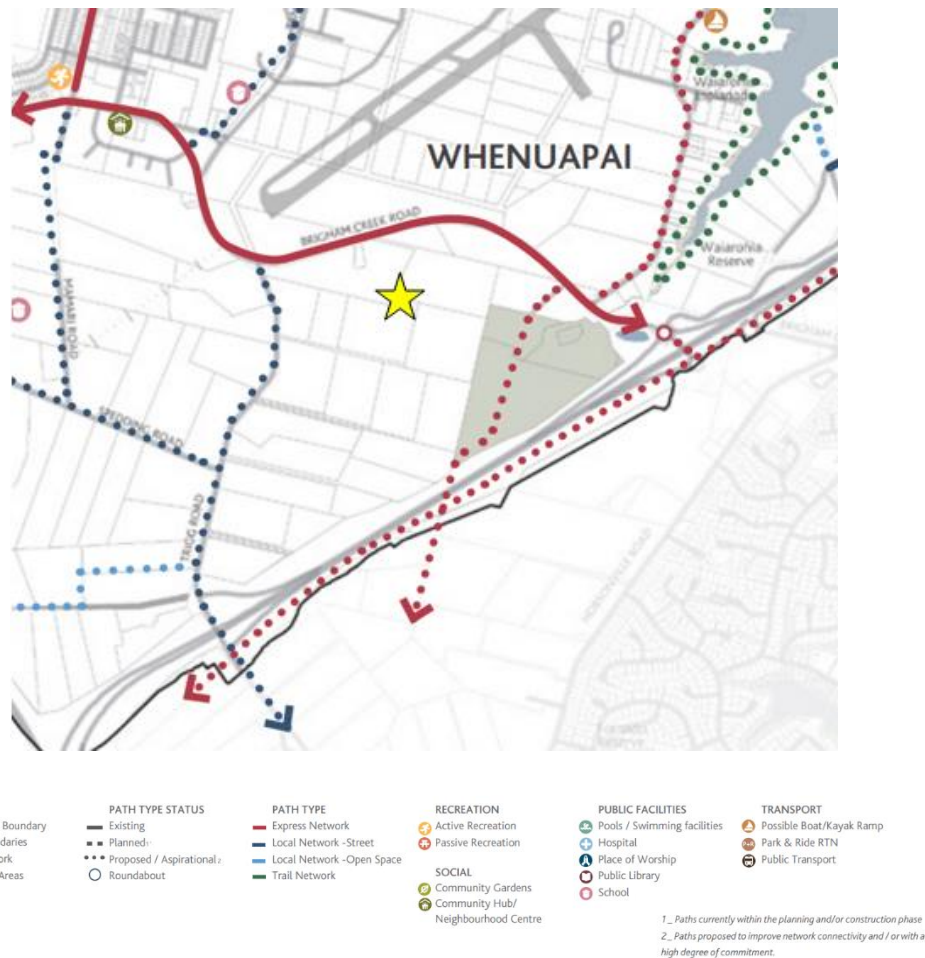 Waiarohia
Esplanade
WHENUAPAI
BRIGHAM CREEK ROAD
Waiarohia
Reserve
MAMARI ROAD
SPEDDING ROAD
TRIGG ROAD
Boundary
daries
ork
Areas
PATH TYPE STATUS
Existing
Planned1
Proposed / Aspirational2
Roundabout
PATH TYPE
Express Network
Local Network -Street
Local Network -Open Space
Trail Network
RECREATION
Active Recreation
Passive Recreation
SOCIAL
Community Gardens
Community Hub/
Neighbourhood Centre
PUBLIC FACILITIES
Pools / Swimming facilities
Hospital
Place of Worship
Public Library
School
TRANSPORT
Possible Boat/Kayak Ramp
Park & Ride RTN
Public Transport
1_ Paths currently within the planning and/or construction phase
2_ Paths proposed to improve network connectivity and / or with a
high degree of commitment.